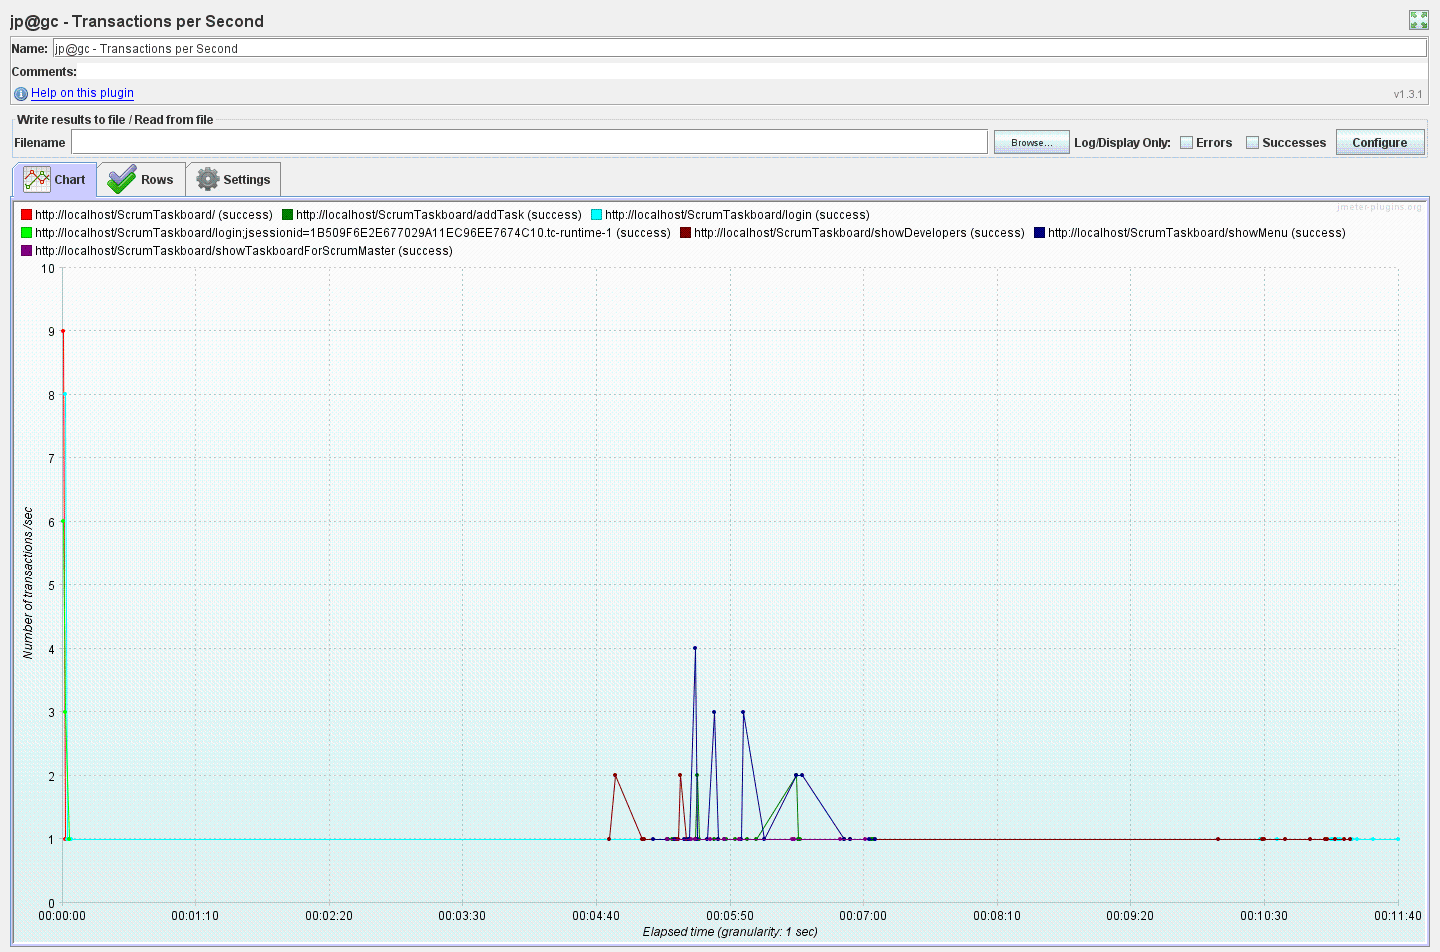 jp@gc - Transactions per Second
Name: jp@gc - Transactions per Second
Comments:
Help on this plugin v1.3.1
Write results to file / Read from file
Filename Browse... Log/Display Only: Errors Successes Configure
Chart Rows Settings
jmeter-plugins.org
http://localhost/ScrumTaskboard/ (success) http://localhost/ScrumTaskboard/addTask (success) http://localhost/ScrumTaskboard/login (success)
http://localhost/ScrumTaskboard/login;jsessionid=1B509F6E2E677029A11EC96EE7674C10.tc-runtime-1 (success) http://localhost/ScrumTaskboard/showDevelopers (success) http://localhost/ScrumTaskboard/showMenu (success)
http://localhost/ScrumTaskboard/showTaskboardForScrumMaster (success)
10
9
8
7
6
5
4
3
2
1
0
Number of transactions /sec
00:00:00 00:01:10 00:02:20 00:03:30 00:04:40 00:05:50 00:07:00 00:08:10 00:09:20 00:10:30 00:11:40
Elapsed time (granularity: 1 sec)